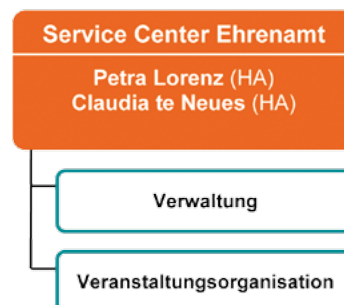 Service Center Ehrenamt
Petra Lorenz (HA)
Claudia te Neues (HA)
Verwaltung
Veranstaltungsorganisation